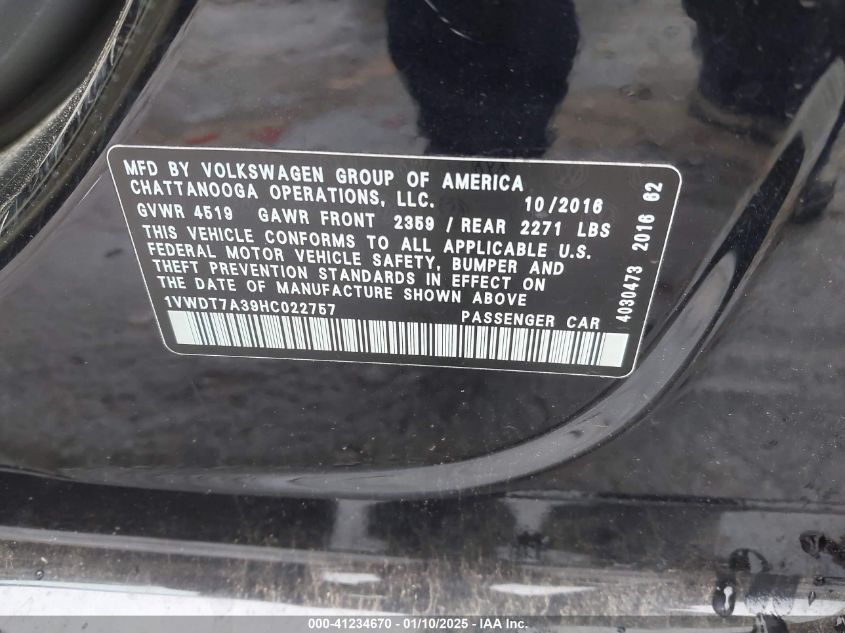 MFD BY VOLKSWAGEN GROUP OF AMERICA
CHATTANOOGA OPERATIONS, LLC. 10/2016
GVWR 4519 GAWR FRONT 2359 / REAR 2271 LBS
THIS VEHICLE CONFORMS TO ALL APPLICABLE U.S.
FEDERAL MOTOR VEHICLE SAFETY, BUMPER AND
THEFT PREVENTION STANDARDS IN EFFECT ON
THE DATE OF MANUFACTURE SHOWN ABOVE
1VWDT7A39HC022757 PASSENGER CAR
4030473 2016 62
000-41234670 - 01/10/2025 - IAA Inc.